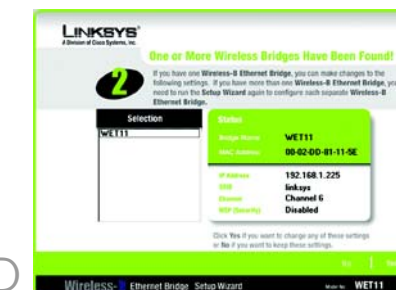 LINKSYS®
A Division of Cisco Systems, Inc.
One or More Wireless Bridges Have Been Found!
2
If you have one Wireless-B Ethernet Bridge, you can make changes to the
following settings. If you have more than one Wireless-B Ethernet Bridge, you
need to run the Setup Wizard again to configure each separate Wireless-B
Ethernet Bridge.
Selection
WET11
Status
Bridge Name WET11
MAC Address 00-02-DD-81-11-5E
IP Address 192.168.1.225
SSID linksys
Channel Channel 6
WEP (Security) Disabled
Click Yes if you want to change any of these settings
or No if you want to keep these settings.
Wireless-B Ethernet Bridge Setup Wizard
Model No. WET11